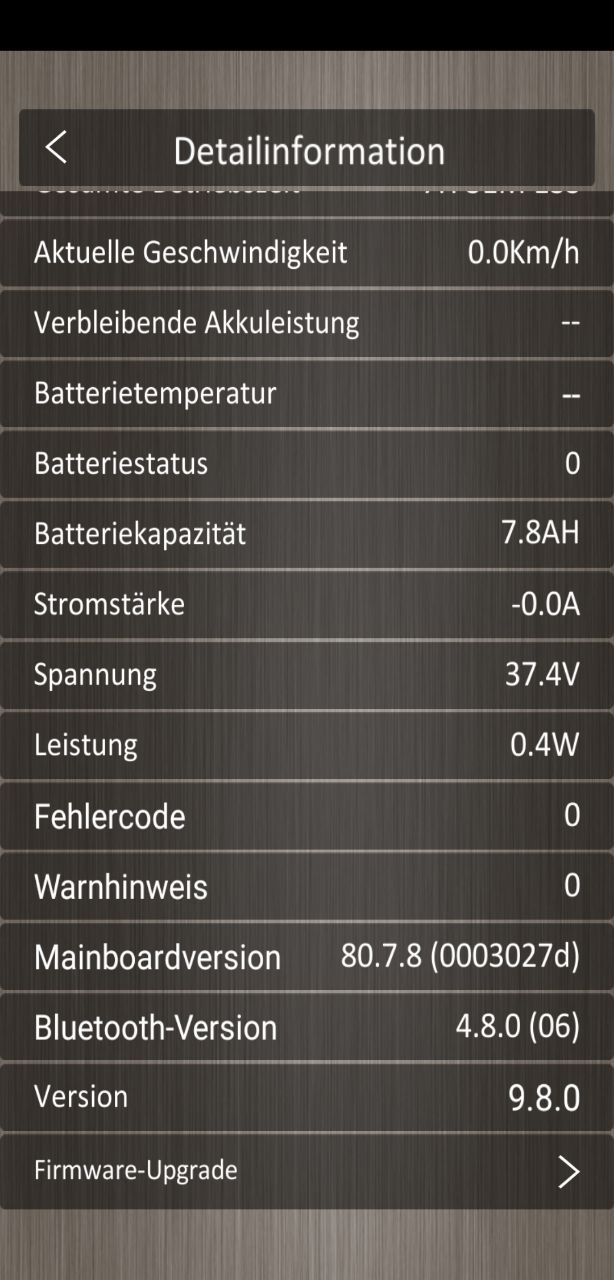 Detailinformation
Aktuelle Geschwindigkeit 0.0Km/h
Verbleibende Akkuleistung --
Batterietemperatur --
Batteriestatus 0
Batteriekapazität 7.8AH
Stromstärke -0.0A
Spannung 37.4V
Leistung 0.4W
Fehlercode 0
Warnhinweis 0
Mainboardversion 80.7.8 (0003027d)
Bluetooth-Version 4.8.0 (06)
Version 9.8.0
Firmware-Upgrade